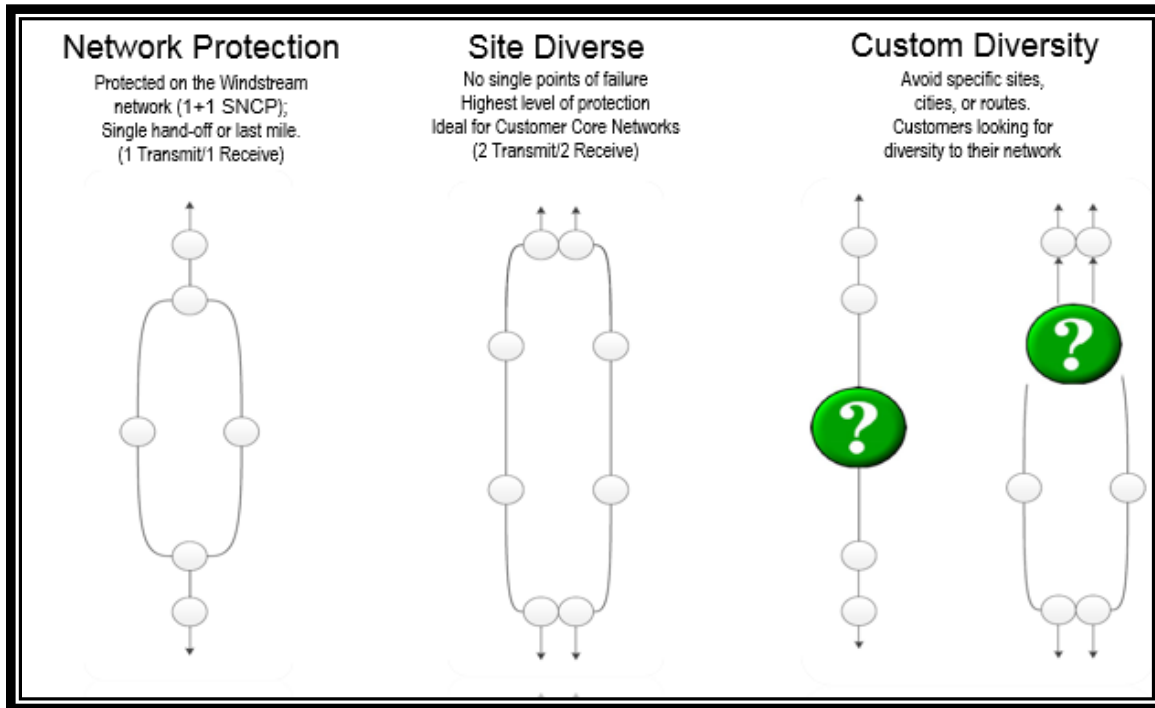 Network Protection
Protected on the Windstream
network (1+1 SNCP);
Single hand-off or last mile.
(1 Transmit/1 Receive)
Site Diverse
No single points of failure
Highest level of protection
Ideal for Customer Core Networks
(2 Transmit/2 Receive)
Custom Diversity
Avoid specific sites,
cities, or routes.
Customers looking for
diversity to their network
?
?